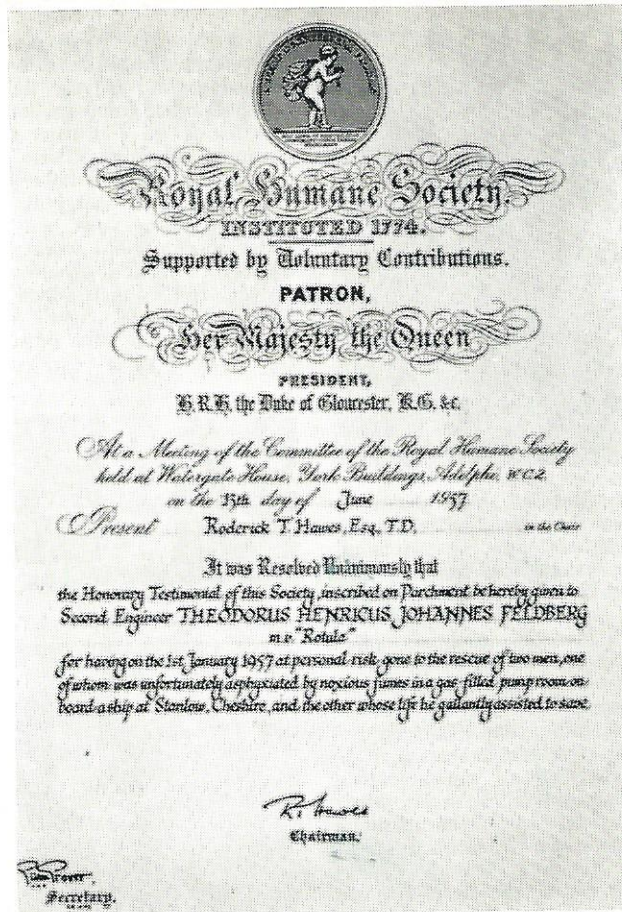 Royal Humane Society.
INSTITUTED 1774.
Supported by Voluntary Contributions.
PATRON,
Her Majesty the Queen
PRESIDENT,
H.R.H. the Duke of Gloucester, K.G. &c.
At a Meeting of the Committee of the Royal Humane Society
held at Watergate House, York Buildings, Adelphi, W.C.2.
on the 13th day of June 1957
Present Roderick T. Hawes, Esq., T.D. in the Chair
It was Resolved Unanimously that
the Honorary Testimonial of this Society, inscribed on Parchment be hereby given to
Second Engineer THEODORUS HENRICUS JOHANNES FELDBERG
m.v. "Rotula"
for having on the 1st January 1957 at personal risk gone to the rescue of two men, one
of whom was unfortunately asphyxiated by noxious fumes in a gas-filled pump room on
board a ship at Stanlow, Cheshire, and the other whose life he gallantly assisted to save
Chairman.
Secretary.